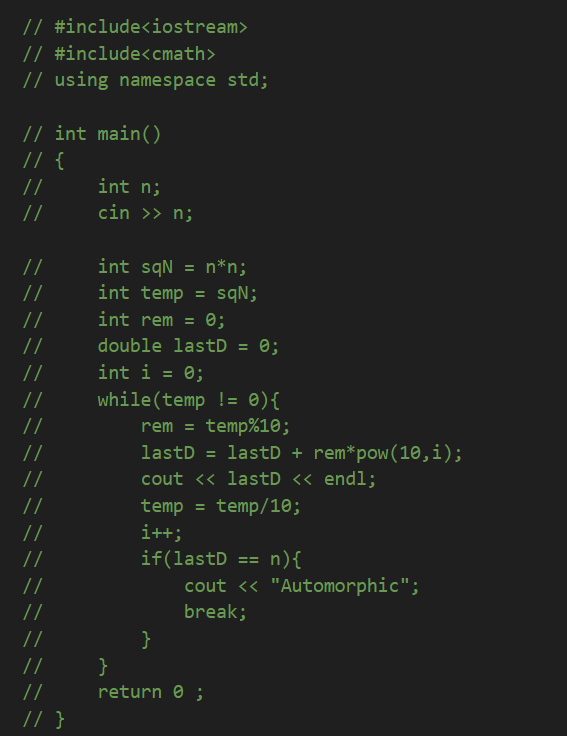 // #include<iostream>
// #include<cmath>
// using namespace std;

// int main()
// {
//     int n;
//     cin >> n;

//     int sqN = n*n;
//     int temp = sqN;
//     int rem = 0;
//     double lastD = 0;
//     int i = 0;
//     while(temp != 0){
//         rem = temp%10;
//         lastD = lastD + rem*pow(10,i);
//         cout << lastD << endl;
//         temp = temp/10;
//         i++;
//         if(lastD == n){
//             cout << "Automorphic";
//             break;
//         }
//     }
//     return 0 ;
// }